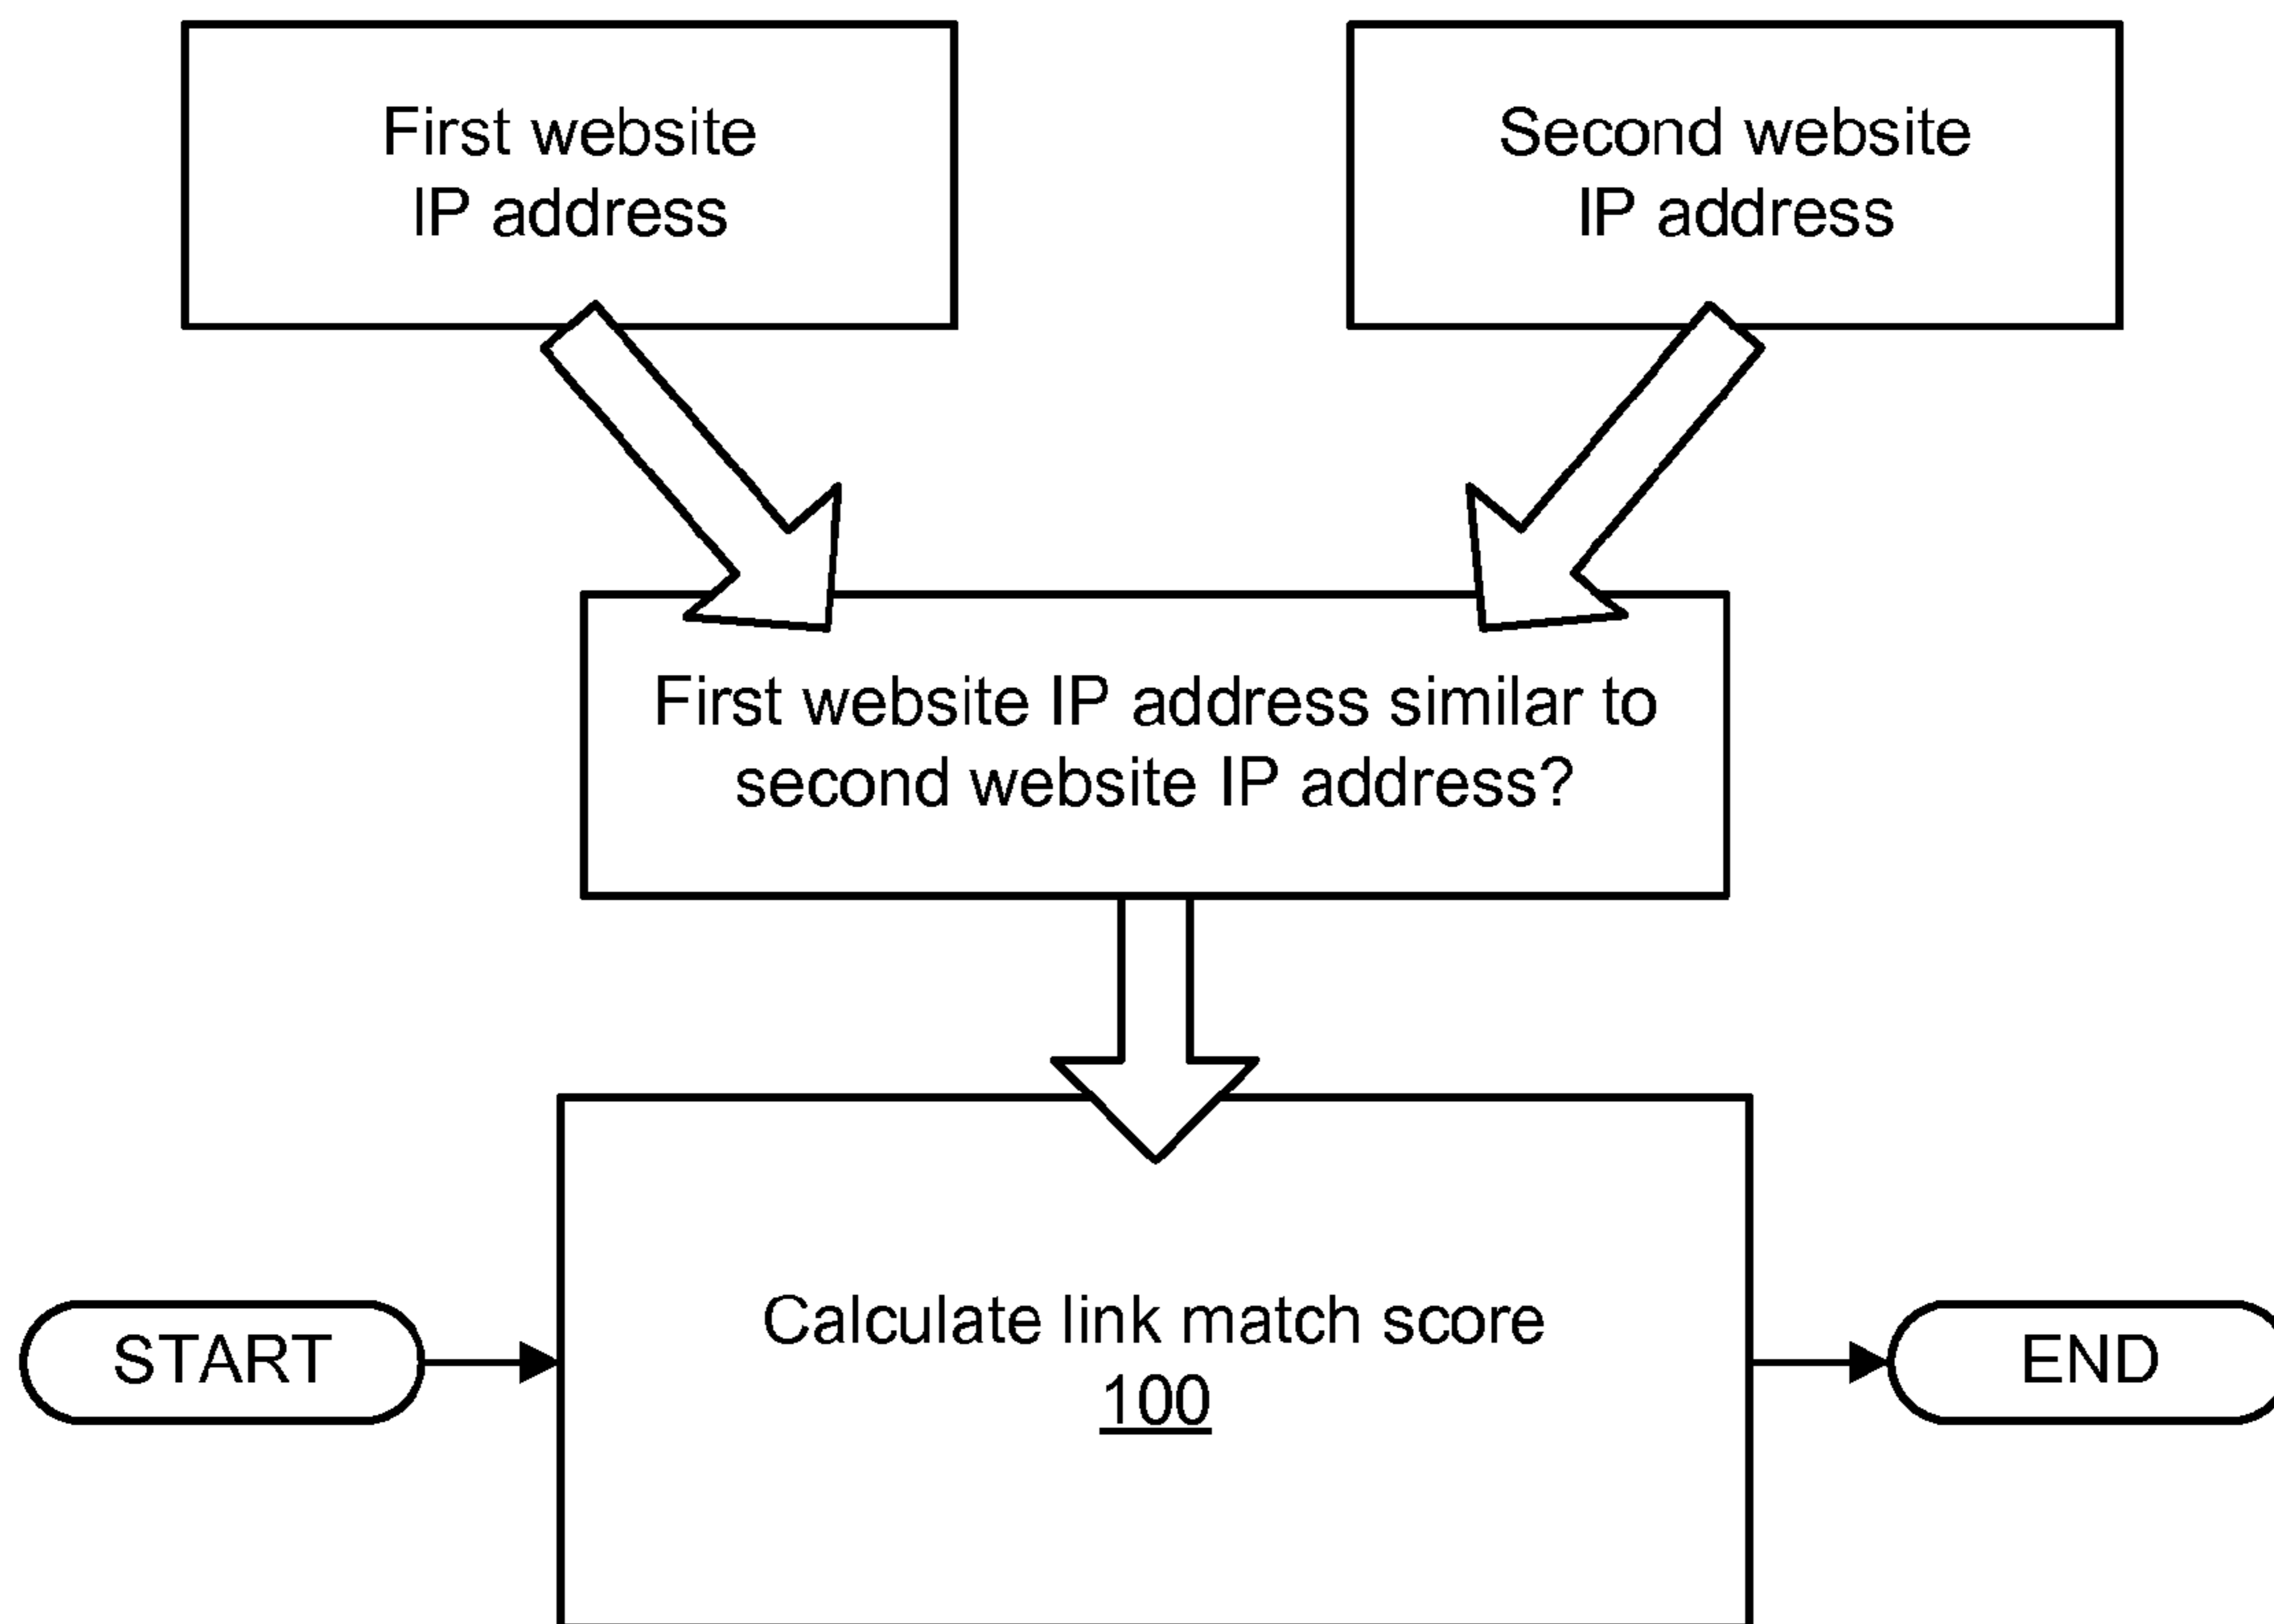 First website
IP address
Second website
IP address
First website IP address similar to
second website IP address?
START
Calculate link match score
100
END